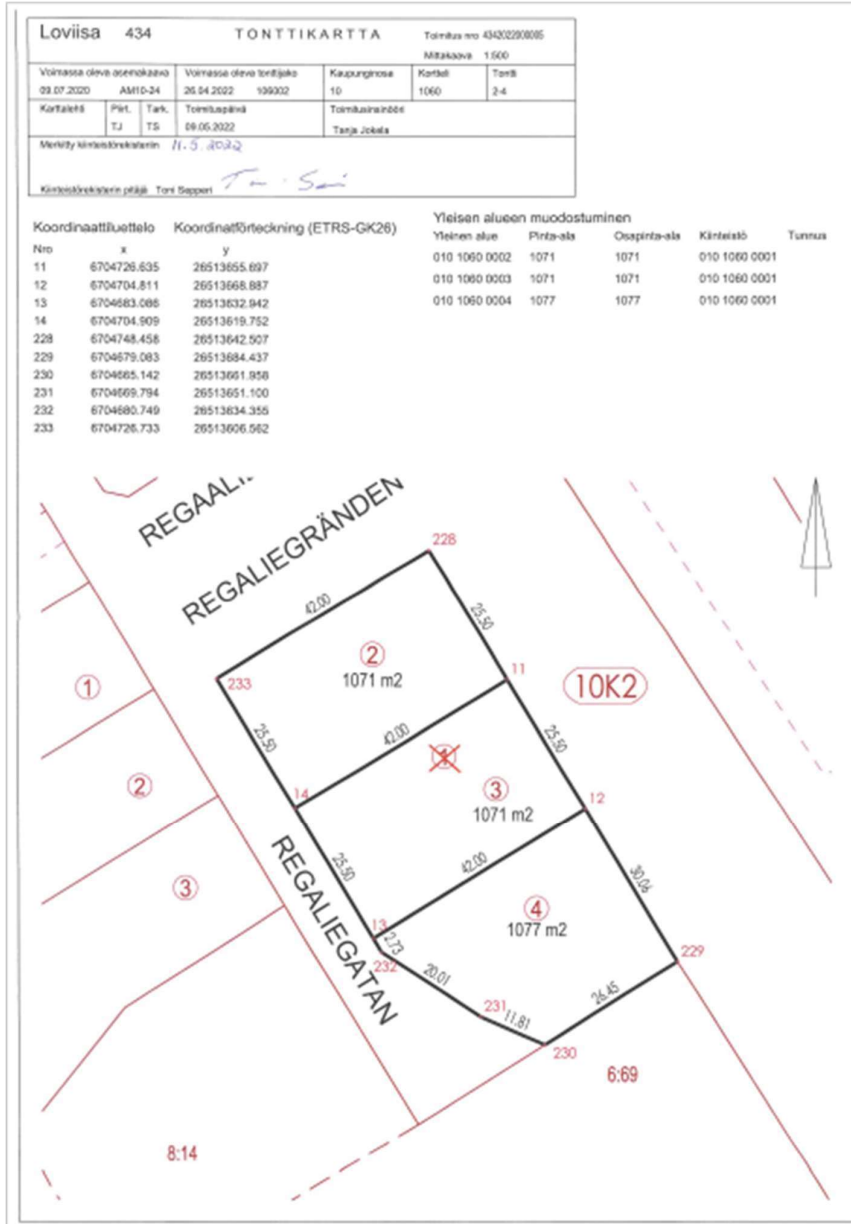 Loviisa 434 TONTTIKARTTA Toimitus nro 4342022000005
Mittakaava 1:500
Voimassa oleva asemakaava Voimassa oleva tonttijako Kaupunginosa Kortteli Tontti
09.07.2020 AM10-24 26.04.2022 106002 10 1060 2-4
Karttalehti Piirt. Tark. Toimituspäivä Toimitusinsinööri
TJ TS 09.05.2022 Tanja Jokela
Merkitty kiinteistörekisteriin 11.5.2022
Kiinteistörekisterin pitäjä Toni Sepperi
Koordinaattiluettelo Koordinatförteckning (ETRS-GK26)
Nro x y
11 6704726.635 26513655.697
12 6704704.811 26513668.887
13 6704683.086 26513632.942
14 6704704.909 26513619.752
228 6704748.458 26513642.507
229 6704679.083 26513684.437
230 6704665.142 26513661.958
231 6704669.794 26513651.100
232 6704680.749 26513634.355
233 6704726.733 26513606.562
Yleisen alueen muodostuminen
Yleinen alue Pinta-ala Osapinta-ala Kiinteistö Tunnus
010 1060 0002 1071 1071 010 1060 0001
010 1060 0003 1071 1071 010 1060 0001
010 1060 0004 1077 1077 010 1060 0001
REGAALI
REGALIEGRÄNDEN
228
42.00
25.50
2
1071 m2
233
11
10K2
1
25.50
42.00
25.50
1
2
3
1071 m2
14
12
25.50
42.00
30.06
3
REGALIEGATAN
4
1077 m2
13
2.73
232
20.01
229
231
11.81
26.45
230
6:69
8:14